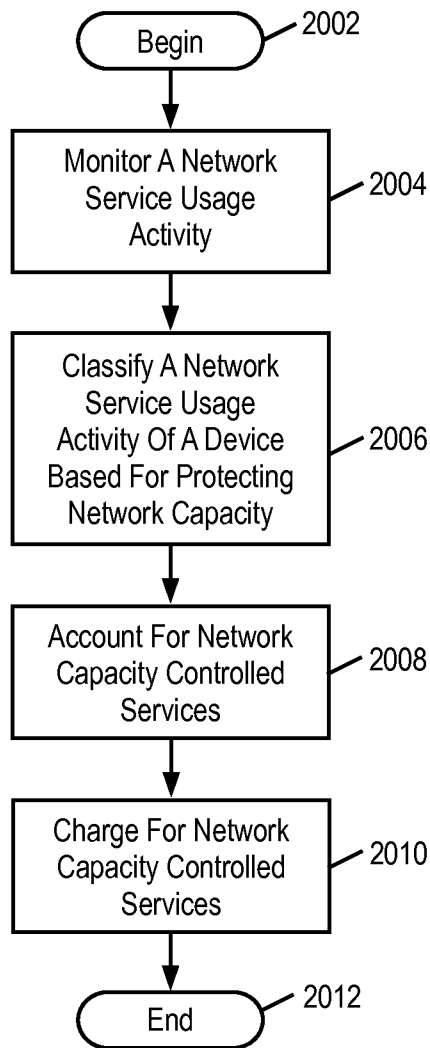 Begin
2002
Monitor A Network
Service Usage
Activity
2004
Classify A Network
Service Usage
Activity Of A Device
Based For Protecting
Network Capacity
2006
Account For Network
Capacity Controlled
Services
2008
Charge For Network
Capacity Controlled
Services
2010
End
2012